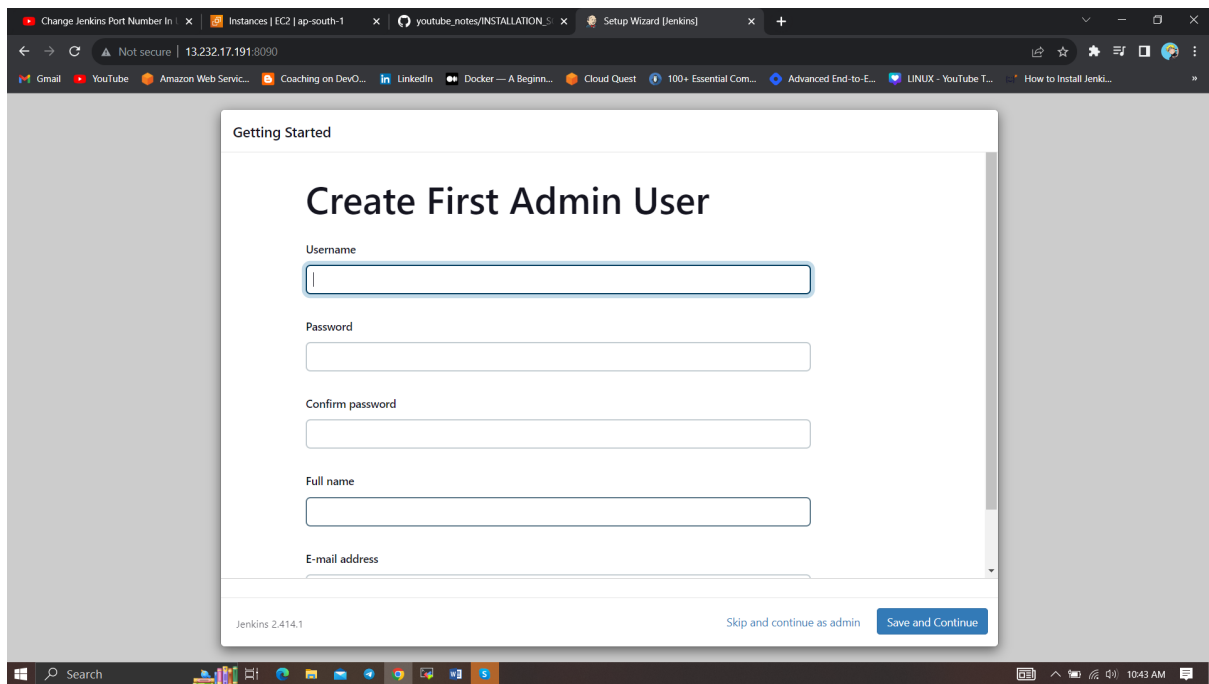 Change Jenkins Port Number In L
Instances | EC2 | ap-south-1
youtube_notes/INSTALLATION_S
Setup Wizard [Jenkins]
Not secure | 13.232.17.191:8090
Gmail
YouTube
Amazon Web Servic...
Coaching on DevO...
LinkedIn
Docker — A Beginn...
Cloud Quest
100+ Essential Com...
Advanced End-to-E...
LINUX - YouTube T...
How to Install Jenki...
»
Getting Started
Create First Admin User
Username
Password
Confirm password
Full name
E-mail address
Jenkins 2.414.1
Skip and continue as admin
Save and Continue
Search
10:43 AM